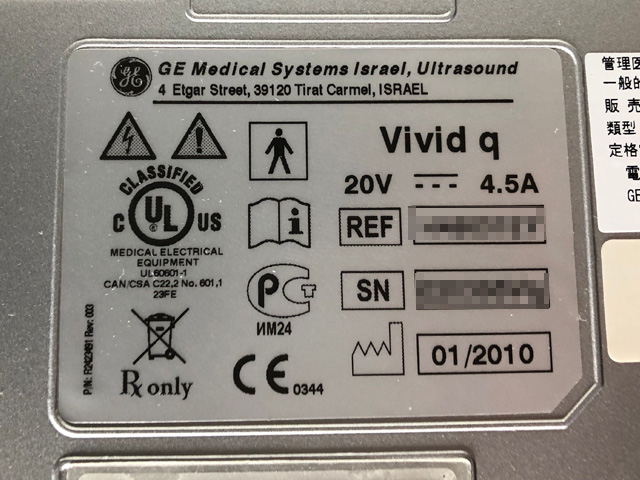 GE Medical Systems Israel, Ultrasound
4 Etgar Street, 39120 Tirat Carmel, ISRAEL
Vivid q
20V 4.5A
CLASSIFIED
C UL US
MEDICAL ELECTRICAL
EQUIPMENT
UL60601-1
CAN/CSA C22.2 No. 601.1
23FE
REF
SN
PCT
ИМ24
01/2010
P/N: R2422491 Rev: 003
Rx only
CE 0344
管理医
一般的
販 売
類型
定格
電
GE